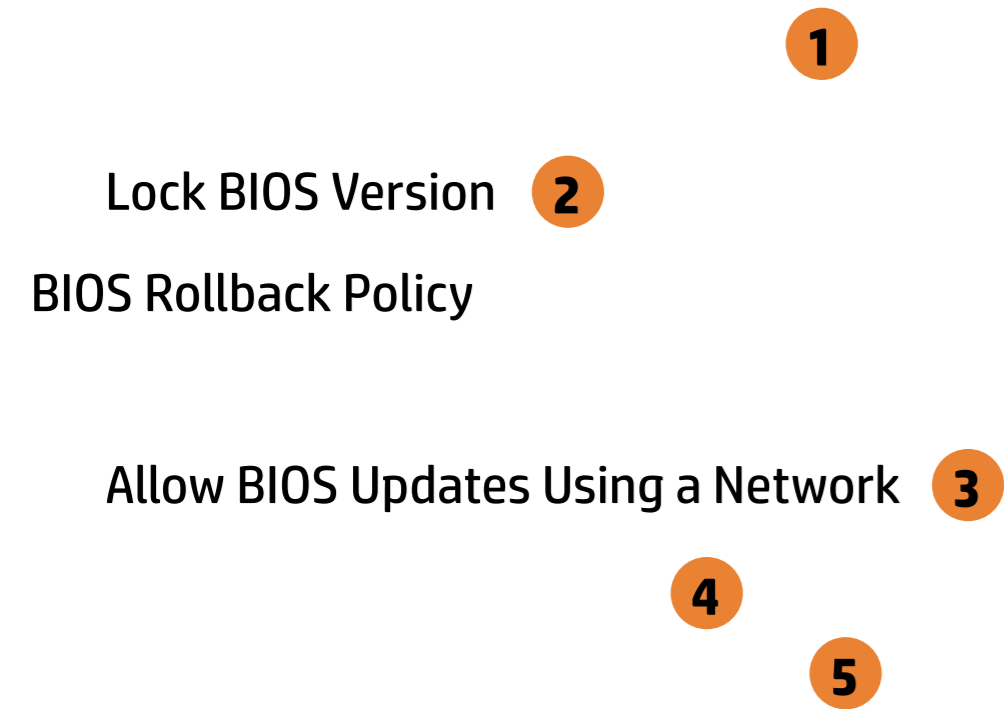 1
Lock BIOS Version 2
BIOS Rollback Policy
Allow BIOS Updates Using a Network 3
4
5